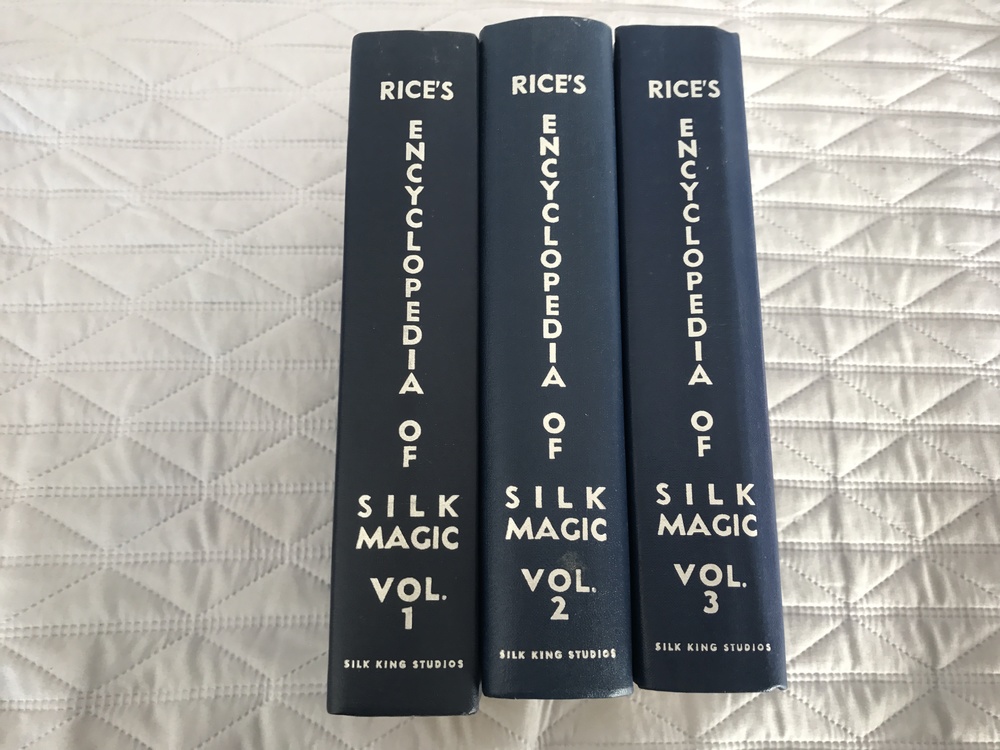 RICE'S
ENCYCLOPEDIA
OF
SILK
MAGIC
VOL.
1
SILK KING STUDIOS
RICE'S
ENCYCLOPEDIA
OF
SILK
MAGIC
VOL.
2
SILK KING STUDIOS
RICE'S
ENCYCLOPEDIA
OF
SILK
MAGIC
VOL.
3
SILK KING STUDIOS